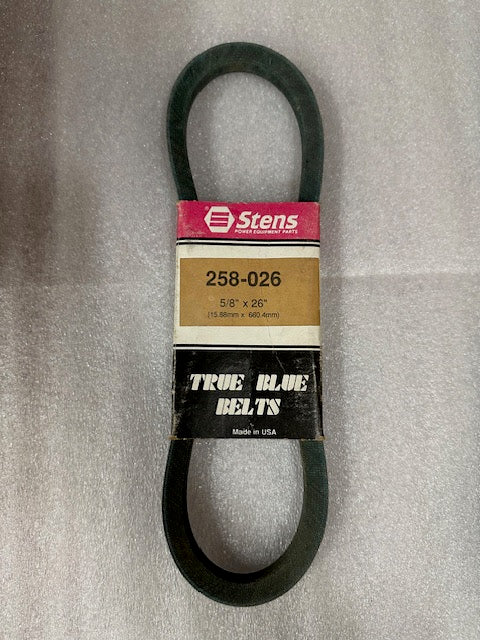 Stens
POWER EQUIPMENT PARTS
258-026
5/8" x 26"
(15.88mm x 660.4mm)
TRUE BLUE
BELTS
Made in USA